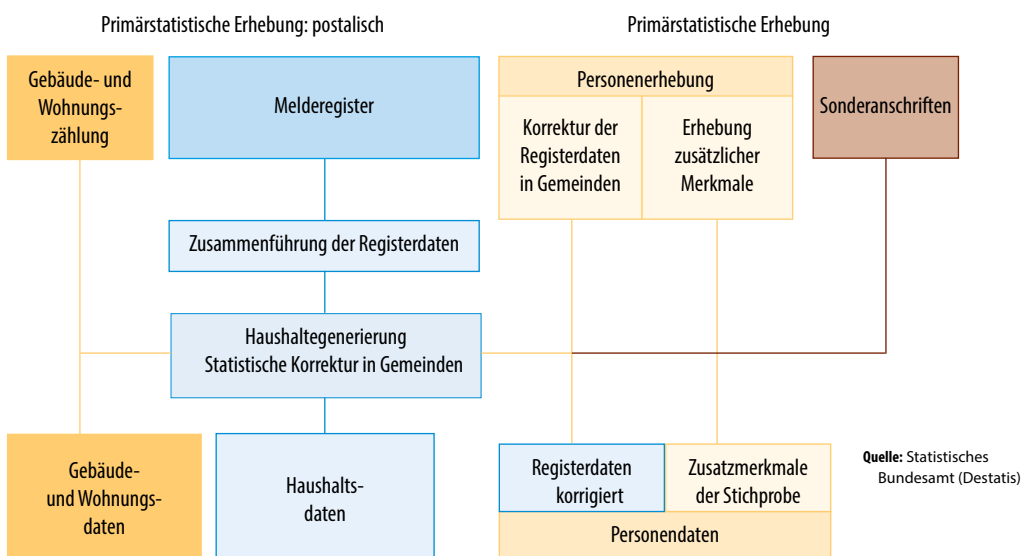 Primärstatistische Erhebung: postalisch
Primärstatistische Erhebung
Gebäude- und
Wohnungs-
zählung
Melderegister
Personenerhebung
Korrektur der
Registerdaten
in Gemeinden
Erhebung
zusätzlicher
Merkmale
Sonderanschriften
Zusammenführung der Registerdaten
Haushaltegenerierung
Statistische Korrektur in Gemeinden
Gebäude-
und Wohnungs-
daten
Haushalts-
daten
Registerdaten
korrigiert
Zusatzmerkmale
der Stichprobe
Personendaten
Quelle: Statistisches
Bundesamt (Destatis)